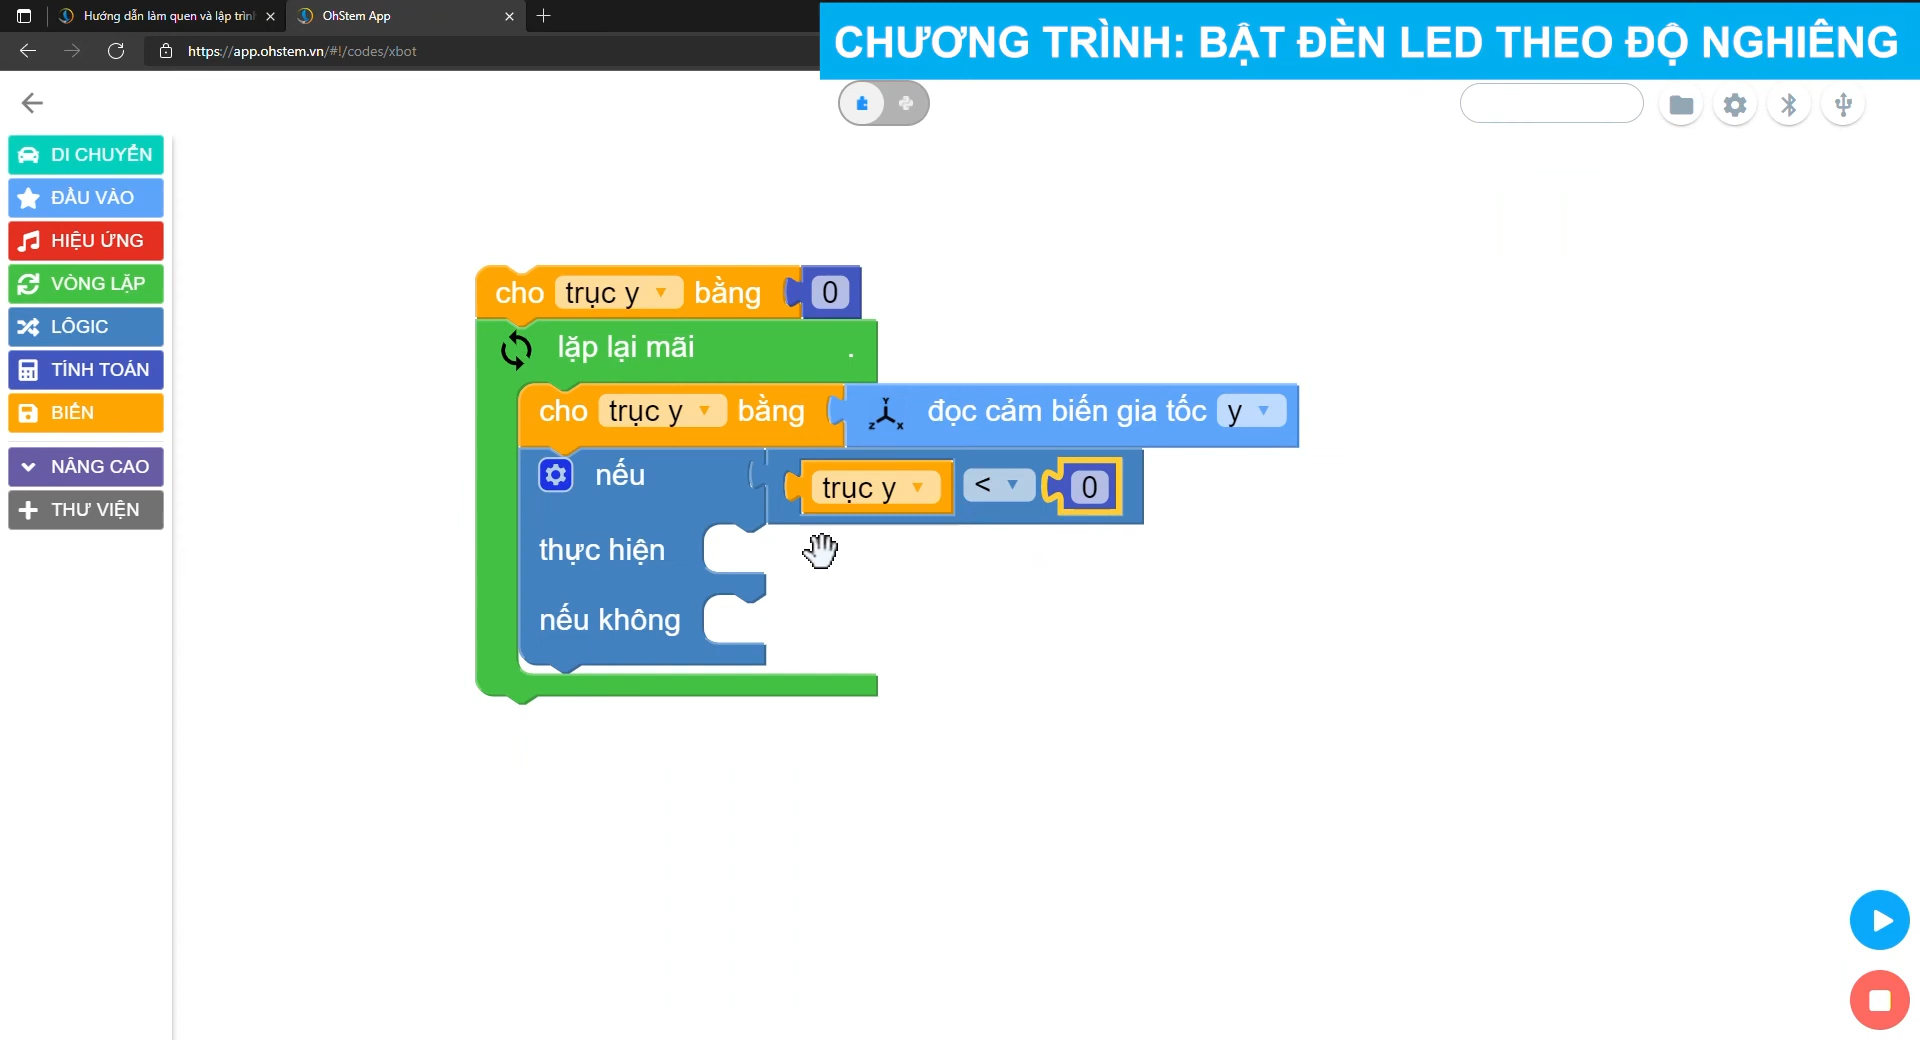 Hướng dẫn làm quen và lập trìn
OhStem App
https://app.ohstem.vn/#!/codes/xbot
CHƯƠNG TRÌNH: BẬT ĐÈN LED THEO ĐỘ NGHIÊNG
DI CHUYỂN
ĐẦU VÀO
HIỆU ỨNG
VÒNG LẶP
LÔGIC
TÍNH TOÁN
BIẾN
NÂNG CAO
THƯ VIỆN
cho trục y bằng 0
lặp lại mãi .
cho trục y bằng đọc cảm biến gia tốc y
nếu trục y < 0
thực hiện
nếu không